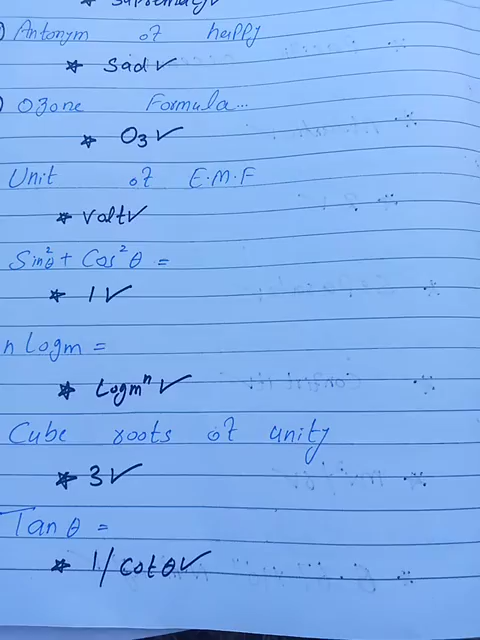 Antonym of happy
* Sad✓
Ozone Formula...
* O₃✓
Unit of E.M.F
* Volt✓
Sin²θ + Cos²θ =
* 1✓
n Logm =
* Logmⁿ✓
Cube roots of unity
* 3✓
Tan θ =
* 1/cotθ✓